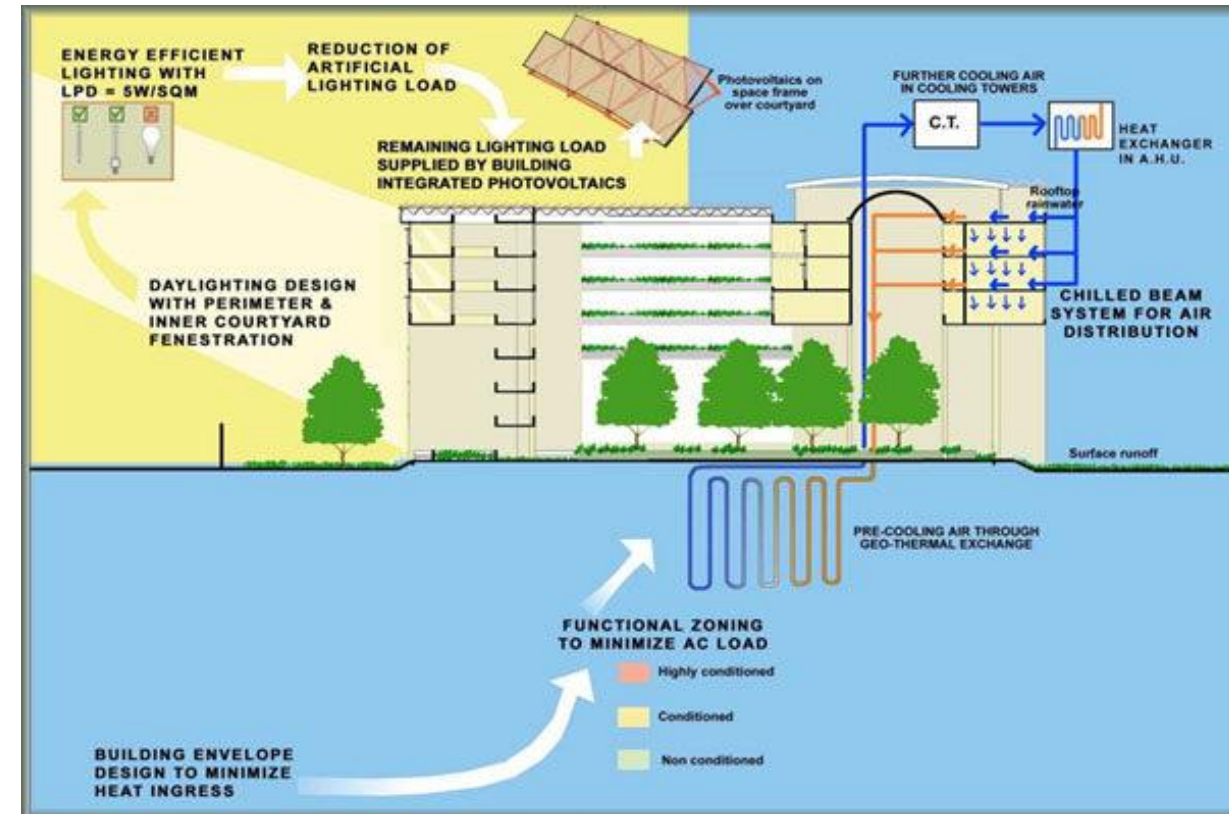 ENERGY EFFICIENT
LIGHTING WITH
LPD = 5W/SQM
REDUCTION OF
ARTIFICIAL
LIGHTING LOAD
Photovoltaics on
space frame
over courtyard
REMAINING LIGHTING LOAD
SUPPLIED BY BUILDING
INTEGRATED PHOTOVOLTAICS
FURTHER COOLING AIR
IN COOLING TOWERS
C.T.
HEAT
EXCHANGER
IN A.H.U.
Rooftop
rainwater
DAYLIGHTING DESIGN
WITH PERIMETER &
INNER COURTYARD
FENESTRATION
CHILLED BEAM
SYSTEM FOR AIR
DISTRIBUTION
Surface runoff
PRE-COOLING AIR THROUGH
GEO-THERMAL EXCHANGE
FUNCTIONAL ZONING
TO MINIMIZE AC LOAD
Highly conditioned
Conditioned
Non conditioned
BUILDING ENVELOPE
DESIGN TO MINIMIZE
HEAT INGRESS